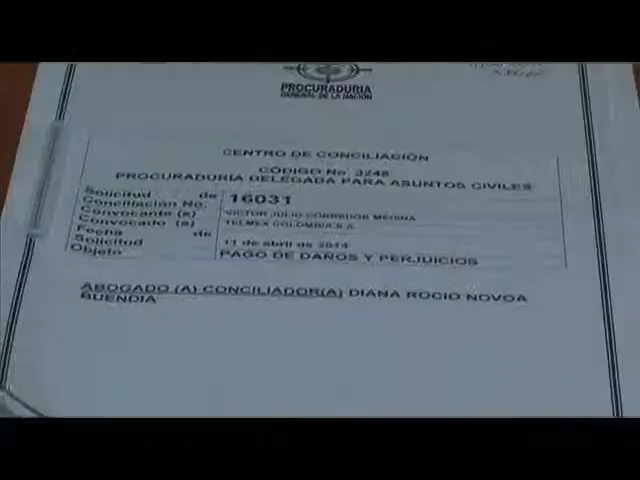 PROCURADURIA
GENERAL DE LA NACION
CENTRO DE CONCILIACIÓN
CÓDIGO No. 3248
PROCURADURÍA DELEGADA PARA ASUNTOS CIVILES
Solicitud de
Conciliación No. 16031
Convocante (s) VICTOR JULIO CORREDOR MEDINA
Convocado (s) TELMEX COLOMBIA S.A.
Fecha de
Solicitud 11 de abril de 2014
Objeto PAGO DE DAÑOS Y PERJUICIOS
ABOGADO (A) CONCILIADOR(A) DIANA ROCIO NOVOA
BUENDIA